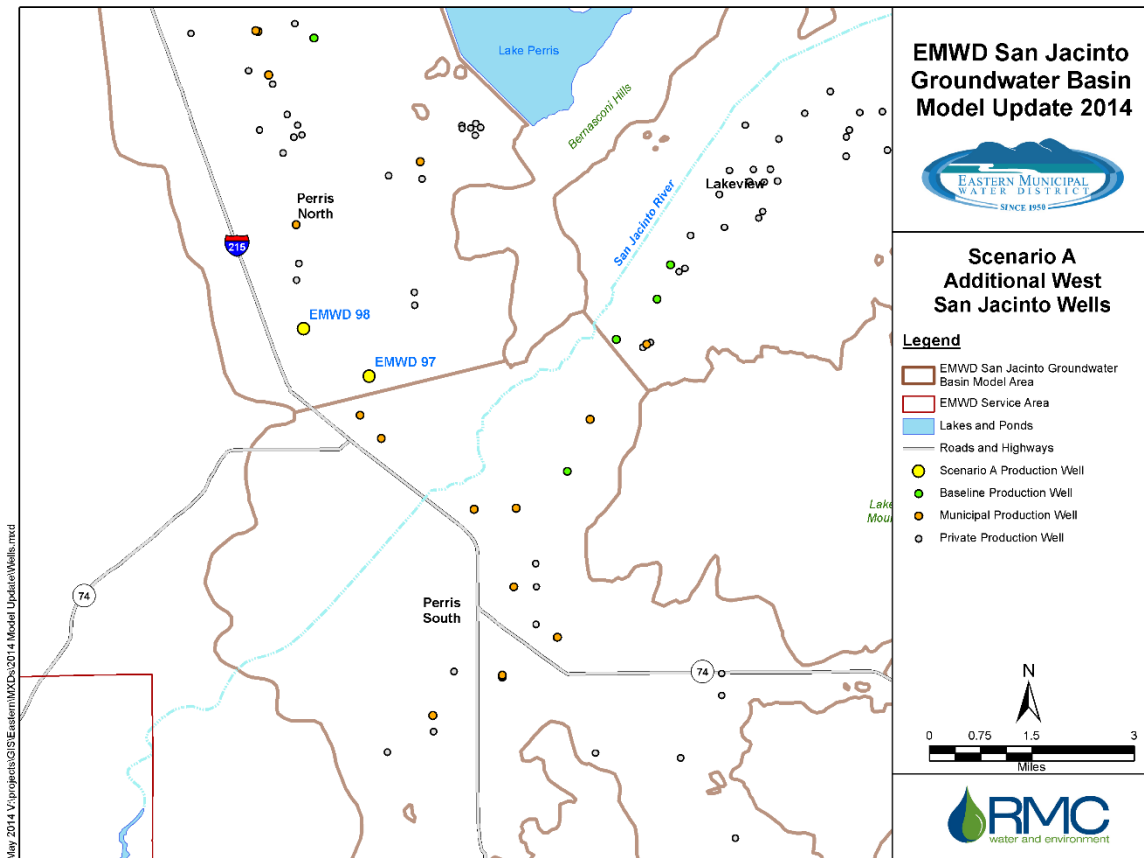 Lake Perris
Bernasconi Hills
San Jacinto River
Lakeview
Perris
North
215
EMWD 98
EMWD 97
Lake
Moun
74
Perris
South
74
May 2014 V:\projects\GIS\Eastern\MXDs\2014 Model Update\Wells.mxd
EMWD San Jacinto
Groundwater Basin
Model Update 2014
EASTERN MUNICIPAL
WATER DISTRICT
SINCE 1950
Scenario A
Additional West
San Jacinto Wells
Legend
EMWD San Jacinto Groundwater
Basin Model Area
EMWD Service Area
Lakes and Ponds
Roads and Highways
Scenario A Production Well
Baseline Production Well
Municipal Production Well
Private Production Well
N
0 0.75 1.5 3
Miles
RMC
water and environment